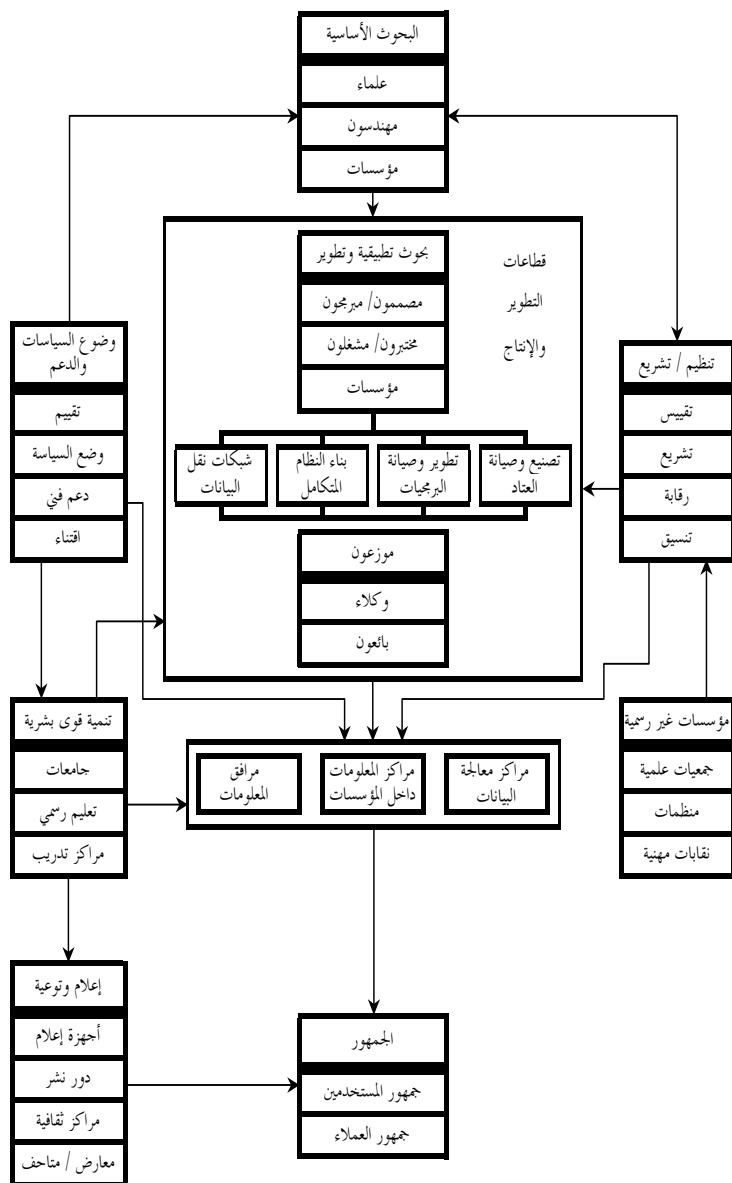 البحوث الأساسية
علماء
مهندسون
مؤسسات
بحوث تطبيقية وتطوير
مصممون/ مبرمجون
مختبرون/ مشغلون
مؤسسات
قطاعات
التطوير
والإنتاج
تصنيع وصيانة
العتاد
تطوير وصيانة
البرمجيات
بناء النظام
المتكامل
شبكات نقل
البيانات
موزعون
وكلاء
بائعون
تنظيم / تشريع
تقييس
تشريع
رقابة
تنسيق
وضوع السياسات
والدعم
تقييم
وضع السياسة
دعم فني
اقتناء
مؤسسات غير رسمية
جمعيات علمية
منظمات
نقابات مهنية
مراكز معالجة
البيانات
مراكز المعلومات
داخل المؤسسات
مرافق
المعلومات
تنمية قوى بشرية
جامعات
تعليم رسمي
مراكز تدريب
الجمهور
جمهور المستخدمين
جمهور العملاء
إعلام وتوعية
أجهزة إعلام
دور نشر
مراكز ثقافية
معارض / متاحف